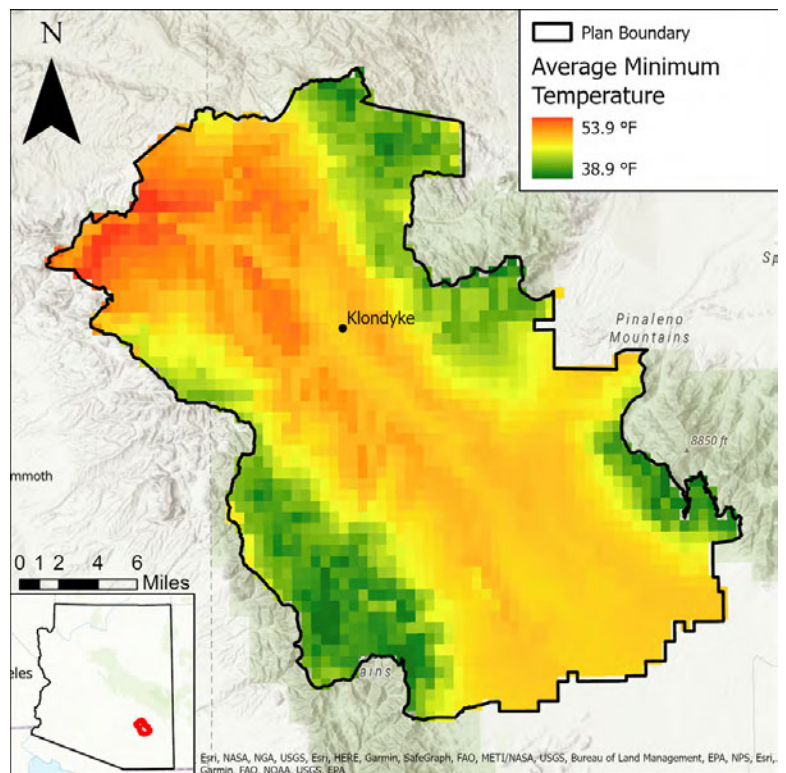 N
Plan Boundary
Average Minimum
Temperature
53.9 °F
38.9 °F
Sp
Klondyke
Pinaleno
Mountains
8850 ft
mmoth
0 1 2 4 6
Miles
eles
ains
Esri, NASA, NGA, USGS, Esri, HERE, Garmin, SafeGraph, FAO, METI/NASA, USGS, Bureau of Land Management, EPA, NPS, Esri,
Garmin, FAO, NOAA, USGS, EPA